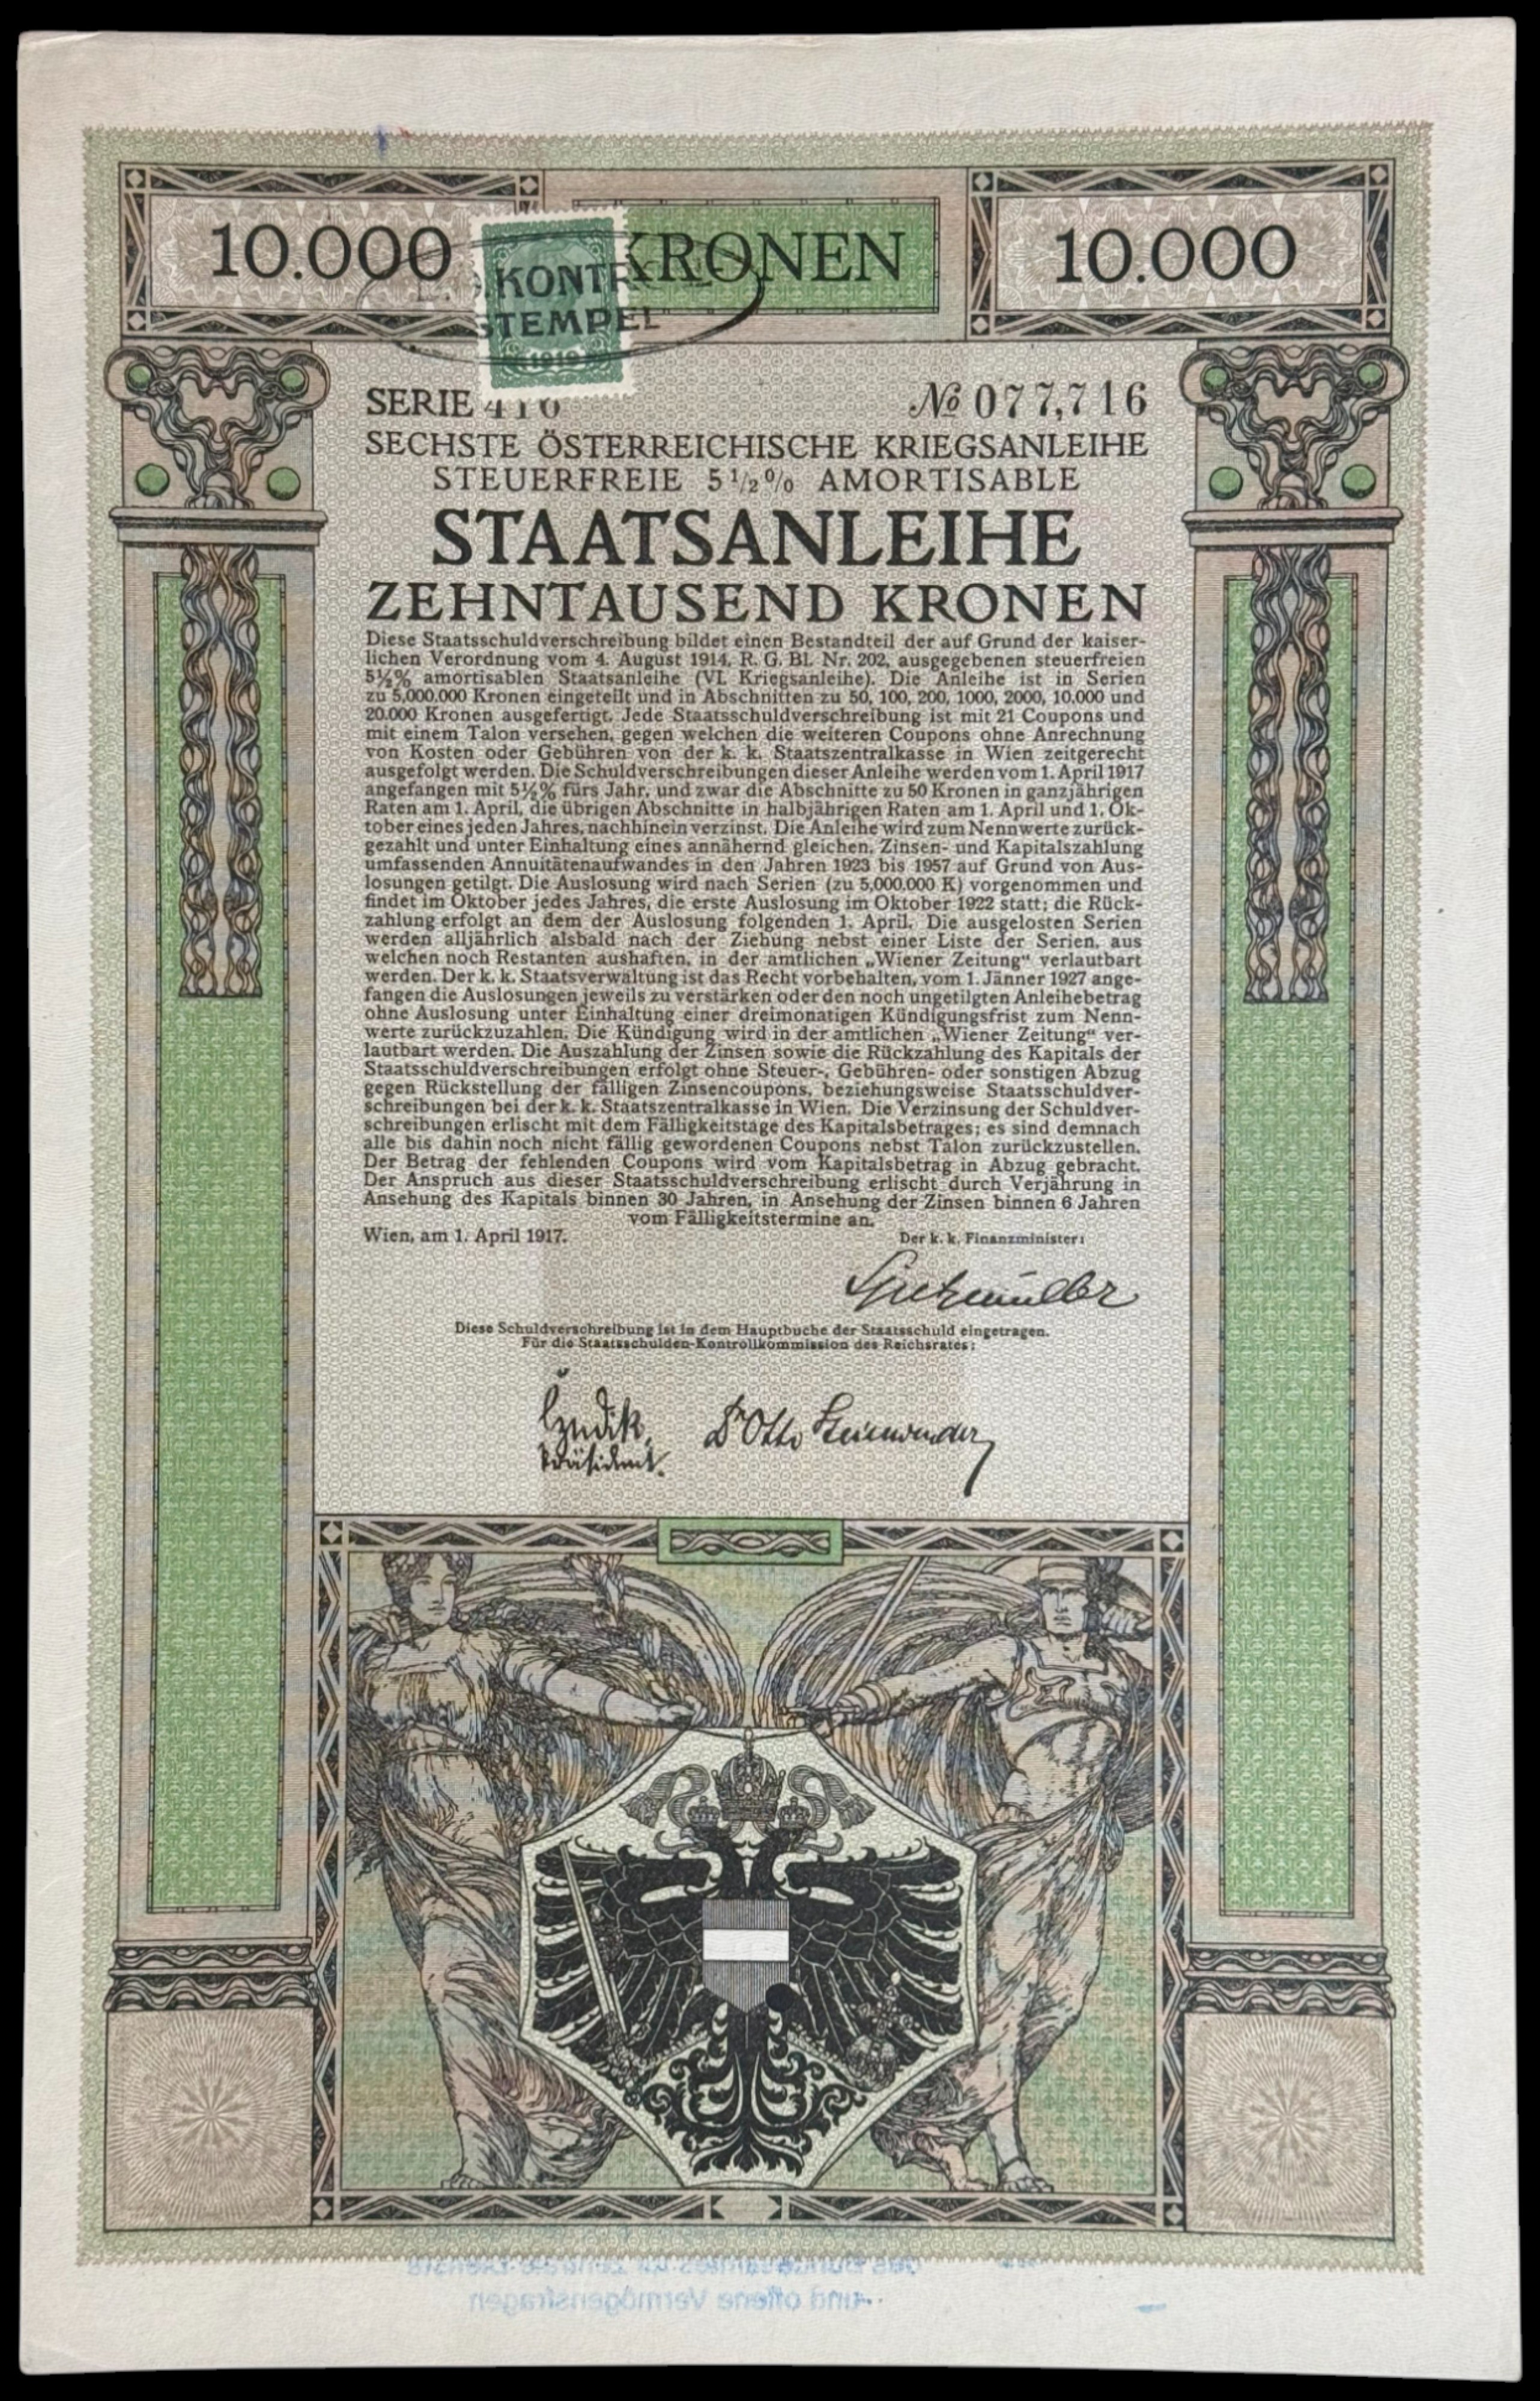 10.000 KRONEN 10.000
KONTR
STEMPEL
1919
SERIE 410 № 077,716
SECHSTE ÖSTERREICHISCHE KRIEGSANLEIHE
STEUERFREIE 5½% AMORTISABLE
STAATSANLEIHE
ZEHNTAUSEND KRONEN
Diese Staatsschuldverschreibung bildet einen Bestandteil der auf Grund der kaiser-
lichen Verordnung vom 4. August 1914, R. G. Bl. Nr. 202, ausgegebenen steuerfreien
5½% amortisablen Staatsanleihe (VI. Kriegsanleihe). Die Anleihe ist in Serien
zu 5,000.000 Kronen eingeteilt und in Abschnitten zu 50, 100, 200, 1000, 2000, 10.000 und
20.000 Kronen ausgefertigt. Jede Staatsschuldverschreibung ist mit 21 Coupons und
mit einem Talon versehen, gegen welchen die weiteren Coupons ohne Anrechnung
von Kosten oder Gebühren von der k. k. Staatszentralkasse in Wien zeitgerecht
ausgefolgt werden. Die Schuldverschreibungen dieser Anleihe werden vom 1. April 1917
angefangen mit 5½% fürs Jahr, und zwar die Abschnitte zu 50 Kronen in ganzjährigen
Raten am 1. April, die übrigen Abschnitte in halbjährigen Raten am 1. April und 1. Ok-
tober eines jeden Jahres, nachhinein verzinst. Die Anleihe wird zum Nennwerte zurück-
gezahlt und unter Einhaltung eines annähernd gleichen, Zinsen- und Kapitalszahlung
umfassenden Annuitätenaufwandes in den Jahren 1923 bis 1957 auf Grund von Aus-
losungen getilgt. Die Auslosung wird nach Serien (zu 5,000.000 K) vorgenommen und
findet im Oktober jedes Jahres, die erste Auslosung im Oktober 1922 statt; die Rück-
zahlung erfolgt an dem der Auslosung folgenden 1. April. Die ausgelosten Serien
werden alljährlich alsbald nach der Ziehung nebst einer Liste der Serien, aus
welchen noch Restanten aushaften, in der amtlichen „Wiener Zeitung“ verlautbart
werden. Der k. k. Staatsverwaltung ist das Recht vorbehalten, vom 1. Jänner 1927 ange-
fangen die Auslosungen jeweils zu verstärken oder den noch ungetilgten Anleihebetrag
ohne Auslosung unter Einhaltung einer dreimonatigen Kündigungsfrist zum Nenn-
werte zurückzuzahlen. Die Kündigung wird in der amtlichen „Wiener Zeitung“ ver-
lautbart werden. Die Auszahlung der Zinsen sowie die Rückzahlung des Kapitals der
Staatsschuldverschreibungen erfolgt ohne Steuer-, Gebühren- oder sonstigen Abzug
gegen Rückstellung der fälligen Zinsencoupons, beziehungsweise Staatsschuldver-
schreibungen bei der k. k. Staatszentralkasse in Wien. Die Verzinsung der Schuldver-
schreibungen erlischt mit dem Fälligkeitstage des Kapitalsbetrages; es sind demnach
alle bis dahin noch nicht fällig gewordenen Coupons nebst Talon zurückzustellen.
Der Betrag der fehlenden Coupons wird vom Kapitalsbetrag in Abzug gebracht.
Der Anspruch aus dieser Staatsschuldverschreibung erlischt durch Verjährung in
Ansehung des Kapitals binnen 30 Jahren, in Ansehung der Zinsen binnen 6 Jahren
vom Fälligkeitstermine an.
Wien, am 1. April 1917. Der k. k. Finanzminister:
Spitzmüller
Diese Schuldverschreibung ist in dem Hauptbuche der Staatsschuld eingetragen.
Für die Staatsschulden-Kontrollkommission des Reichsrates:
Czedik, Dr Otto Steinwender
Präsident.
und offene Vermögensfragen